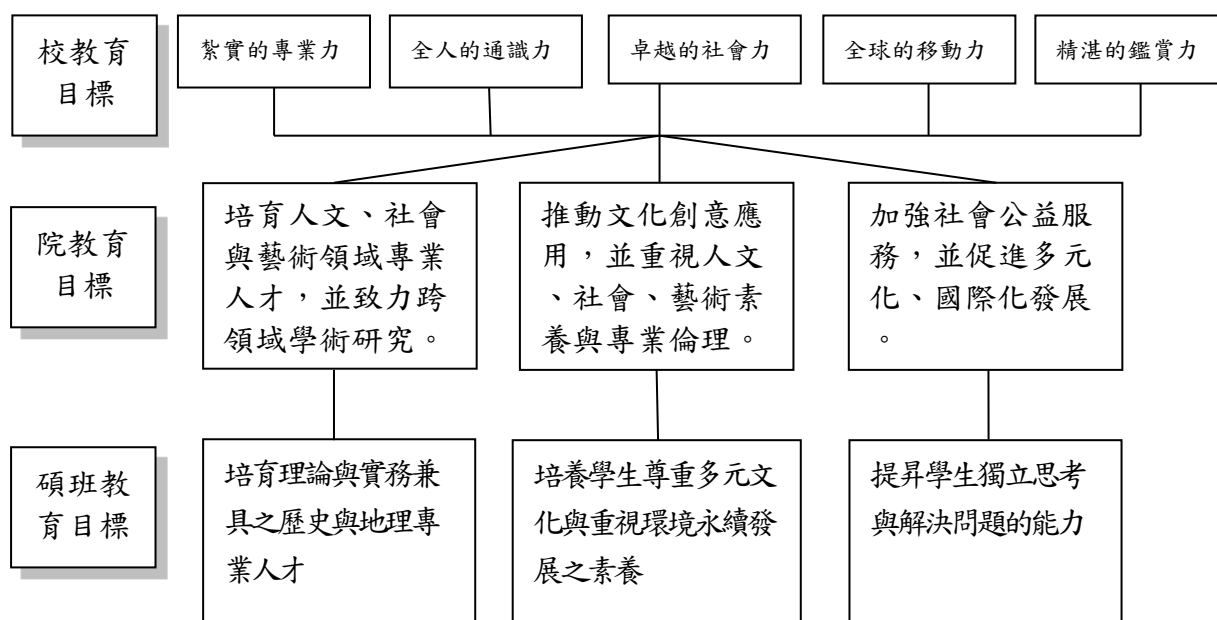 校教育
目標
紮實的專業力
全人的通識力
卓越的社會力
全球的移動力
精湛的鑑賞力
院教育
目標
培育人文、社會
與藝術領域專業
人才，並致力跨
領域學術研究。
推動文化創意應
用，並重視人文
、社會、藝術素
養與專業倫理。
加強社會公益服
務，並促進多元
化、國際化發展
。
碩班教
育目標
培育理論與實務兼
具之歷史與地理專
業人才
培養學生尊重多元文
化與重視環境永續發
展之素養
提昇學生獨立思考
與解決問題的能力